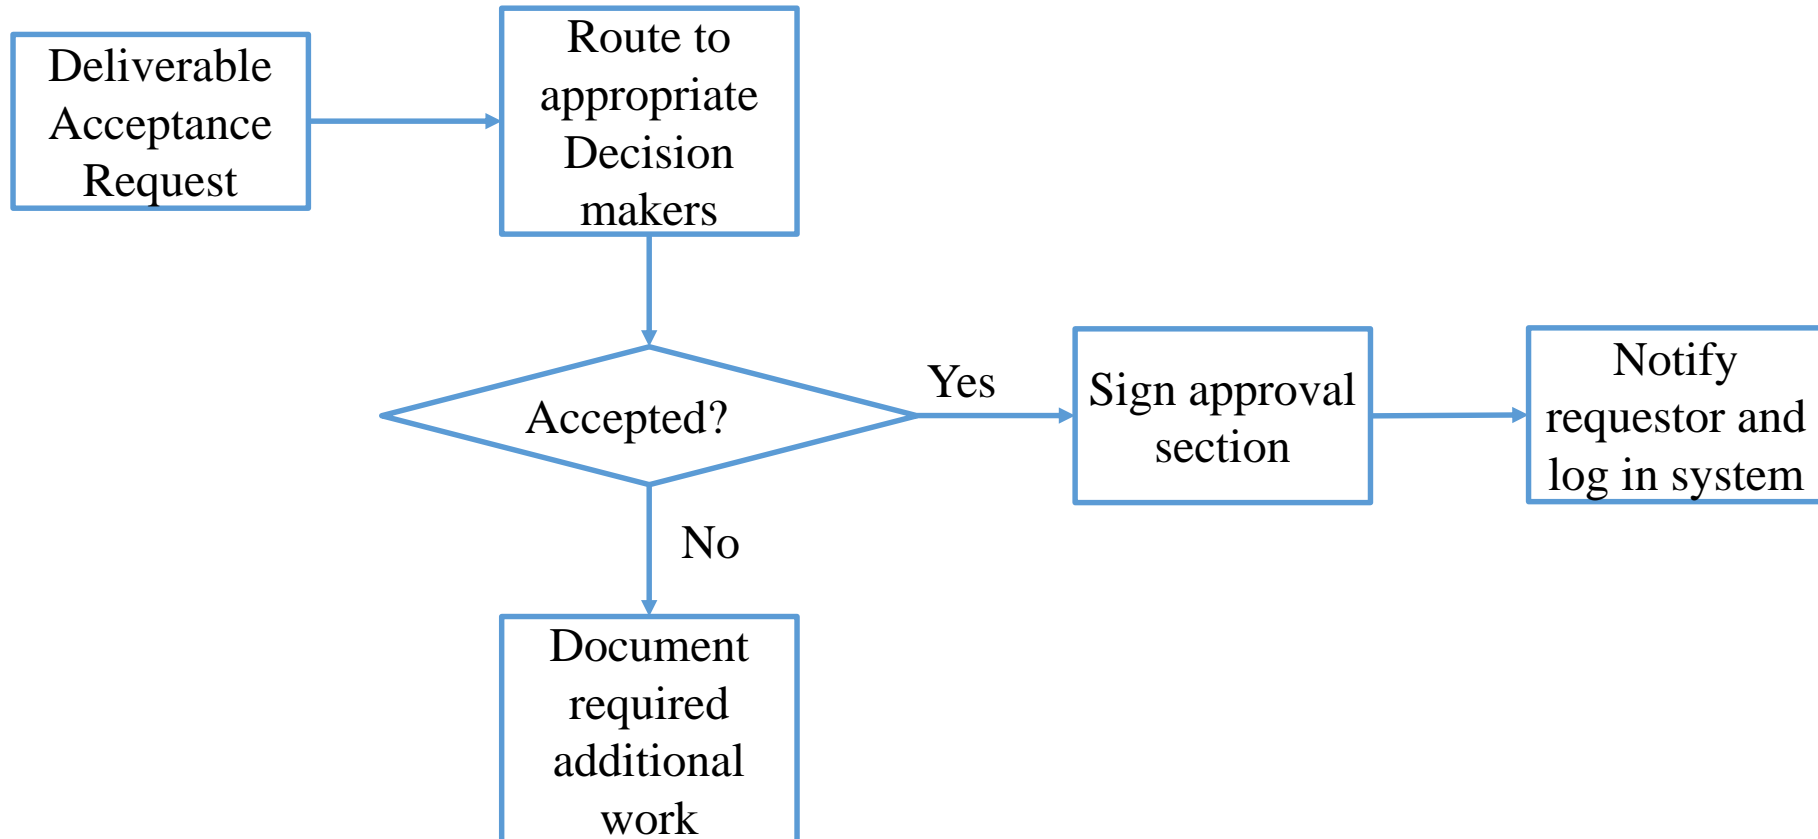 Deliverable
Acceptance
Request
Route to
appropriate
Decision
makers
Accepted?
Yes
Sign approval
section
Notify
requestor and
log in system
No
Document
required
additional
work